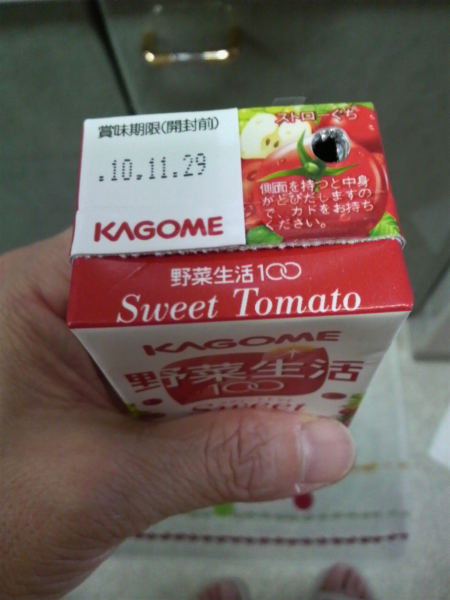 賞味期限(開封前)
.10.11.29
KAGOME
ストローぐち
側面を持つと中身
がとびだしますの
で、カドをお持ち
ください。
野菜生活100
Sweet Tomato
KAGOME
野菜生活
100
Sweet